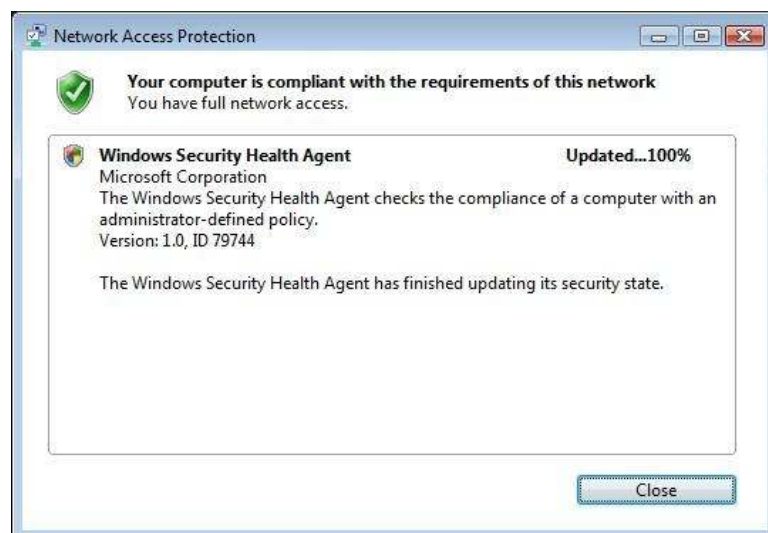 Network Access Protection
Your computer is compliant with the requirements of this network
You have full network access.
Windows Security Health Agent Updated...100%
Microsoft Corporation
The Windows Security Health Agent checks the compliance of a computer with an
administrator-defined policy.
Version: 1.0, ID 79744
The Windows Security Health Agent has finished updating its security state.
Close